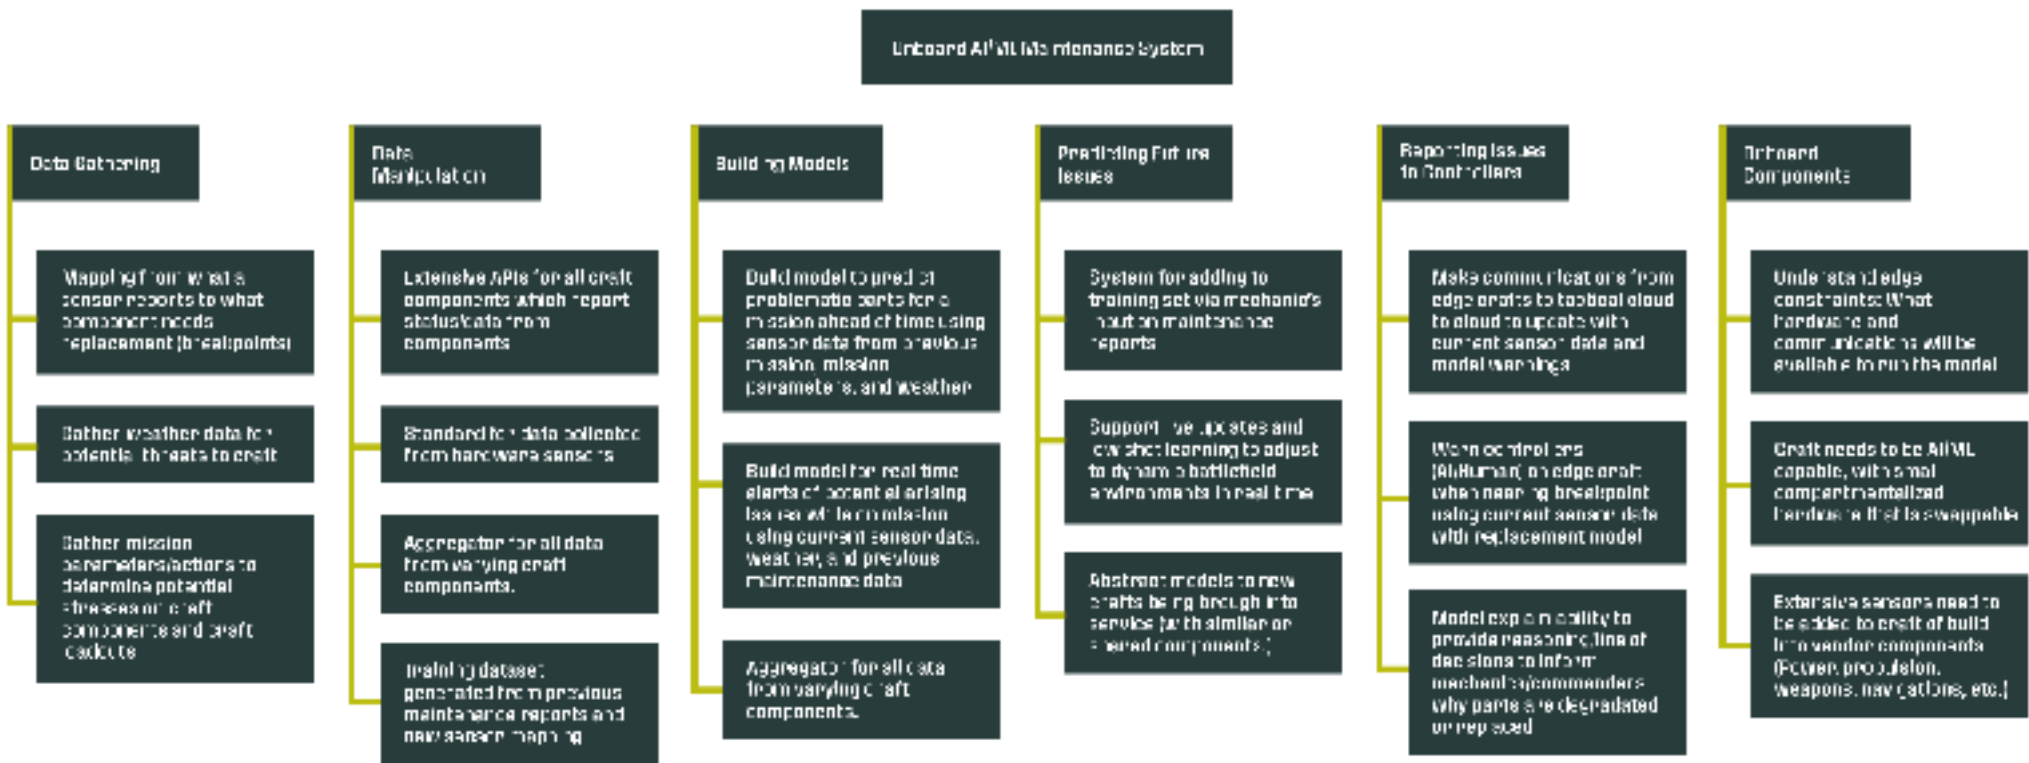 Onboard AI/ML Maintenance System
Data Gathering
Mapping from what a
sensor reports to what
component needs
replacement (breakpoints)
Gather weather data for
potential threats to craft
Gather mission
parameters/actions to
determine potential
stresses on craft
components and craft
loadouts
Data
Manipulation
Extensive APIs for all craft
components which report
status/data from
components
Standard for data collected
from hardware sensors
Aggregator for all data
from varying craft
components.
Training dataset
generated from previous
maintenance reports and
new sensor mapping
Building Models
Build model to predict
problematic parts for a
mission ahead of time using
sensor data from previous
mission, mission
parameters, and weather
Build model for real time
alerts of potential arising
issues while on mission
using current sensor data,
weather, and previous
maintenance data
Aggregator for all data
from varying craft
components.
Predicting Future
Issues
System for adding to
training set via mechanic's
input on maintenance
reports
Support live updates and
low shot learning to adjust
to dynamic battlefield
environments in real time
Abstract models to new
crafts being brough into
service (with similar or
shared components)
Reporting Issues
to Controllers
Make communications from
edge crafts to tactical cloud
to cloud to update with
current sensor data and
model warnings
Warn controllers
(AI/Human) on edge craft
when nearing breakpoint
using current sensor data
with replacement model
Model explainability to
provide reasoning/line of
decisions to inform
mechanics/commanders
why parts are degraded
or replaced
Onboard
Components
Understand edge
constraints: What
hardware and
communications will be
available to run the model
Craft needs to be AI/ML
capable, with small
compartmentalized
hardware that is swappable
Extensive sensors need to
be added to craft of build
into vendor components
(Power, propulsion,
weapons, navigations, etc.)